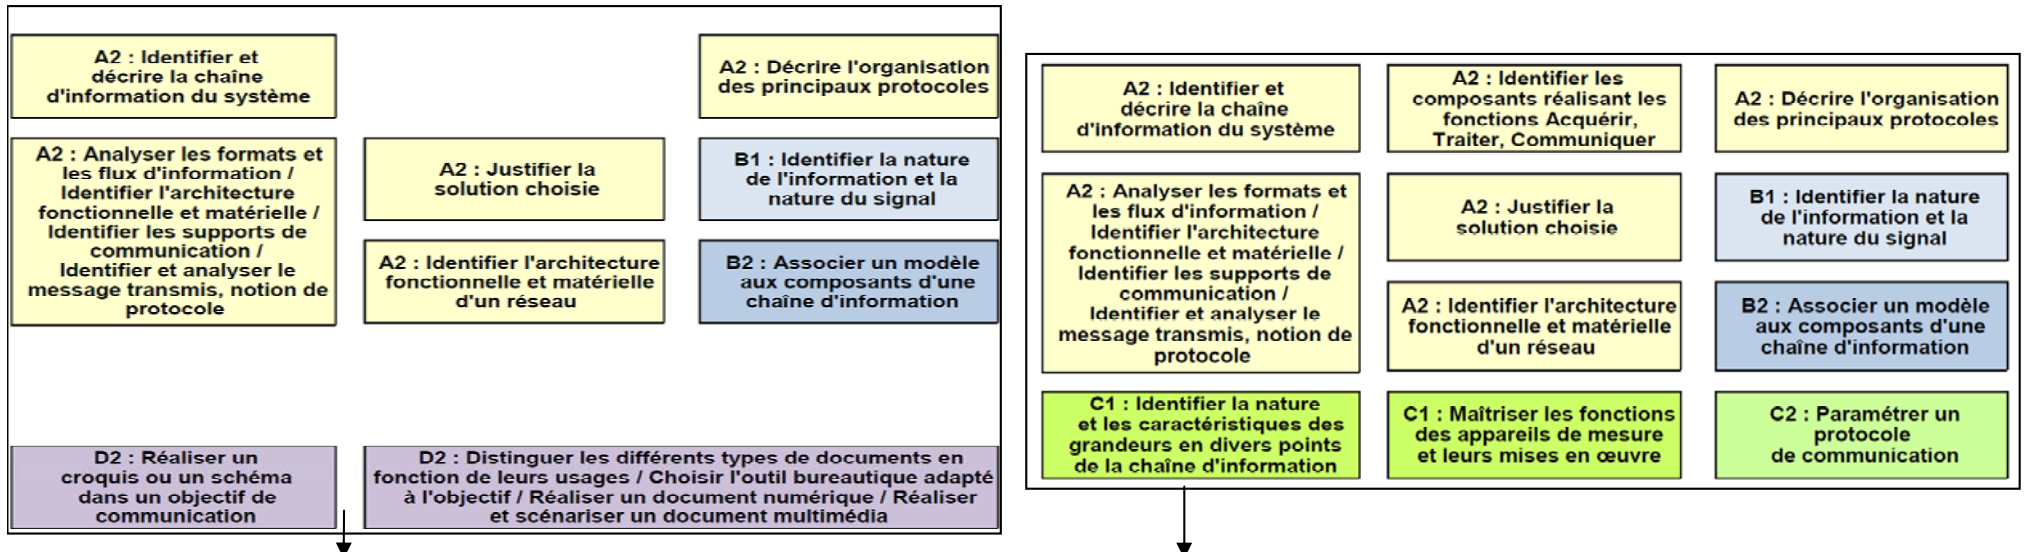 A2 : Identifier et
décrire la chaîne
d'information du système
A2 : Décrire l'organisation
des principaux protocoles
A2 : Analyser les formats et
les flux d'information /
Identifier l'architecture
fonctionnelle et matérielle /
Identifier les supports de
communication /
Identifier et analyser le
message transmis, notion de
protocole
A2 : Justifier la
solution choisie
B1 : Identifier la nature
de l'information et la
nature du signal
A2 : Identifier l'architecture
fonctionnelle et matérielle
d'un réseau
B2 : Associer un modèle
aux composants d'une
chaîne d'information
D2 : Réaliser un
croquis ou un schéma
dans un objectif de
communication
D2 : Distinguer les différents types de documents en
fonction de leurs usages / Choisir l'outil bureautique adapté
à l'objectif / Réaliser un document numérique / Réaliser
et scénariser un document multimédia
A2 : Identifier et
décrire la chaîne
d'information du système
A2 : Identifier les
composants réalisant les
fonctions Acquérir,
Traiter, Communiquer
A2 : Décrire l'organisation
des principaux protocoles
A2 : Analyser les formats et
les flux d'information /
Identifier l'architecture
fonctionnelle et matérielle /
Identifier les supports de
communication /
Identifier et analyser le
message transmis, notion de
protocole
A2 : Justifier la
solution choisie
B1 : Identifier la nature
de l'information et la
nature du signal
A2 : Identifier l'architecture
fonctionnelle et matérielle
d'un réseau
B2 : Associer un modèle
aux composants d'une
chaîne d'information
C1 : Identifier la nature
et les caractéristiques des
grandeurs en divers points
de la chaîne d'information
C1 : Maîtriser les fonctions
des appareils de mesure
et leurs mises en œuvre
C2 : Paramétrer un
protocole
de communication